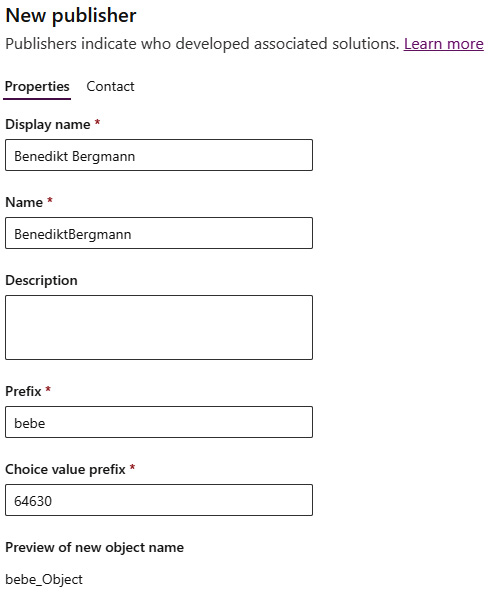 New publisher
Publishers indicate who developed associated solutions. Learn more
Properties Contact
Display name *
Benedikt Bergmann
Name *
BenediktBergmann
Description
Prefix *
bebe
Choice value prefix *
64630
Preview of new object name
bebe_Object